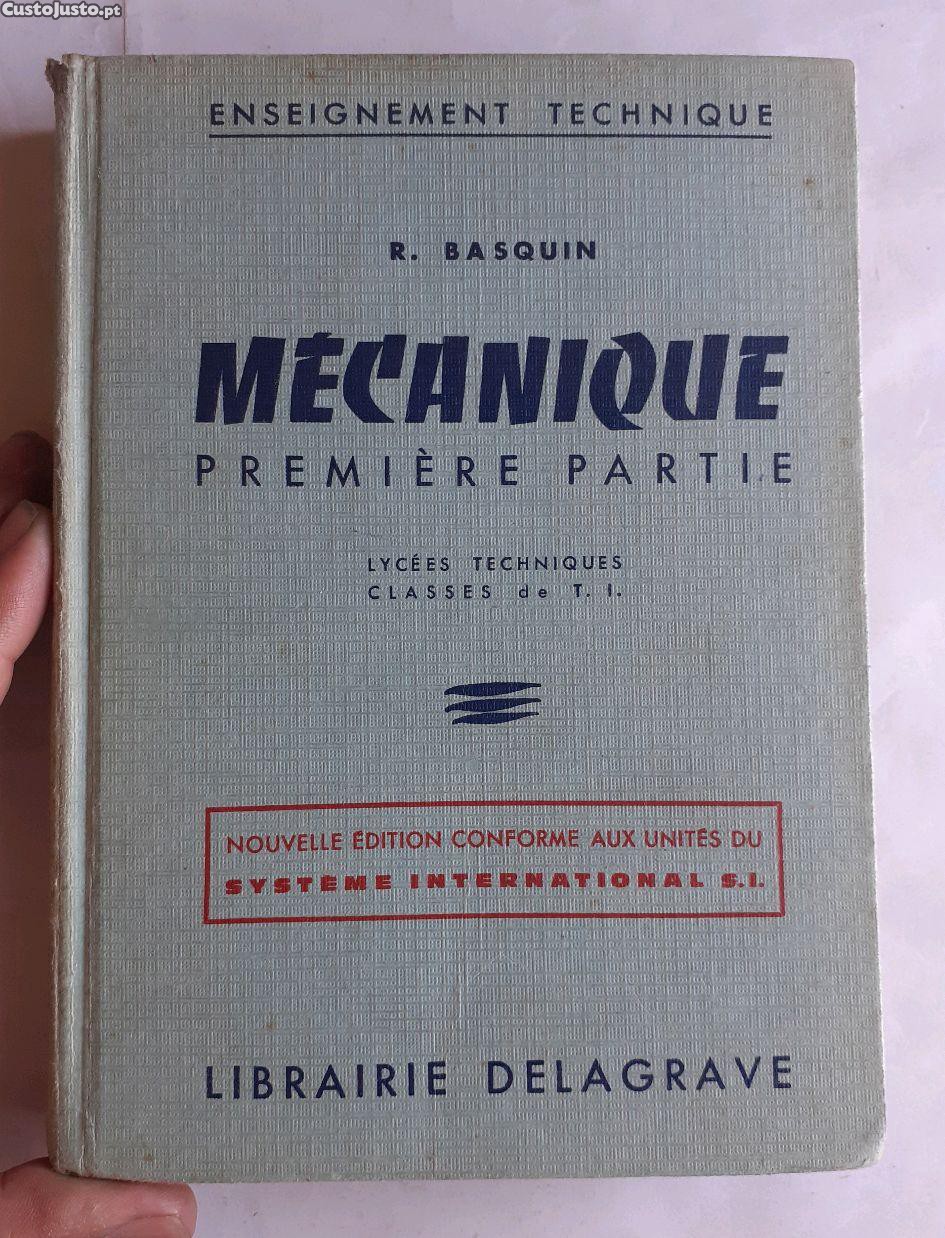 CustoJusto.pt
ENSEIGNEMENT TECHNIQUE
R. BASQUIN
MÉCANIQUE
PREMIÈRE PARTIE
LYCÉES TECHNIQUES
CLASSES de T. I.
NOUVELLE ÉDITION CONFORME AUX UNITÉS DU
SYSTÈME INTERNATIONAL S.I.
LIBRAIRIE DELAGRAVE